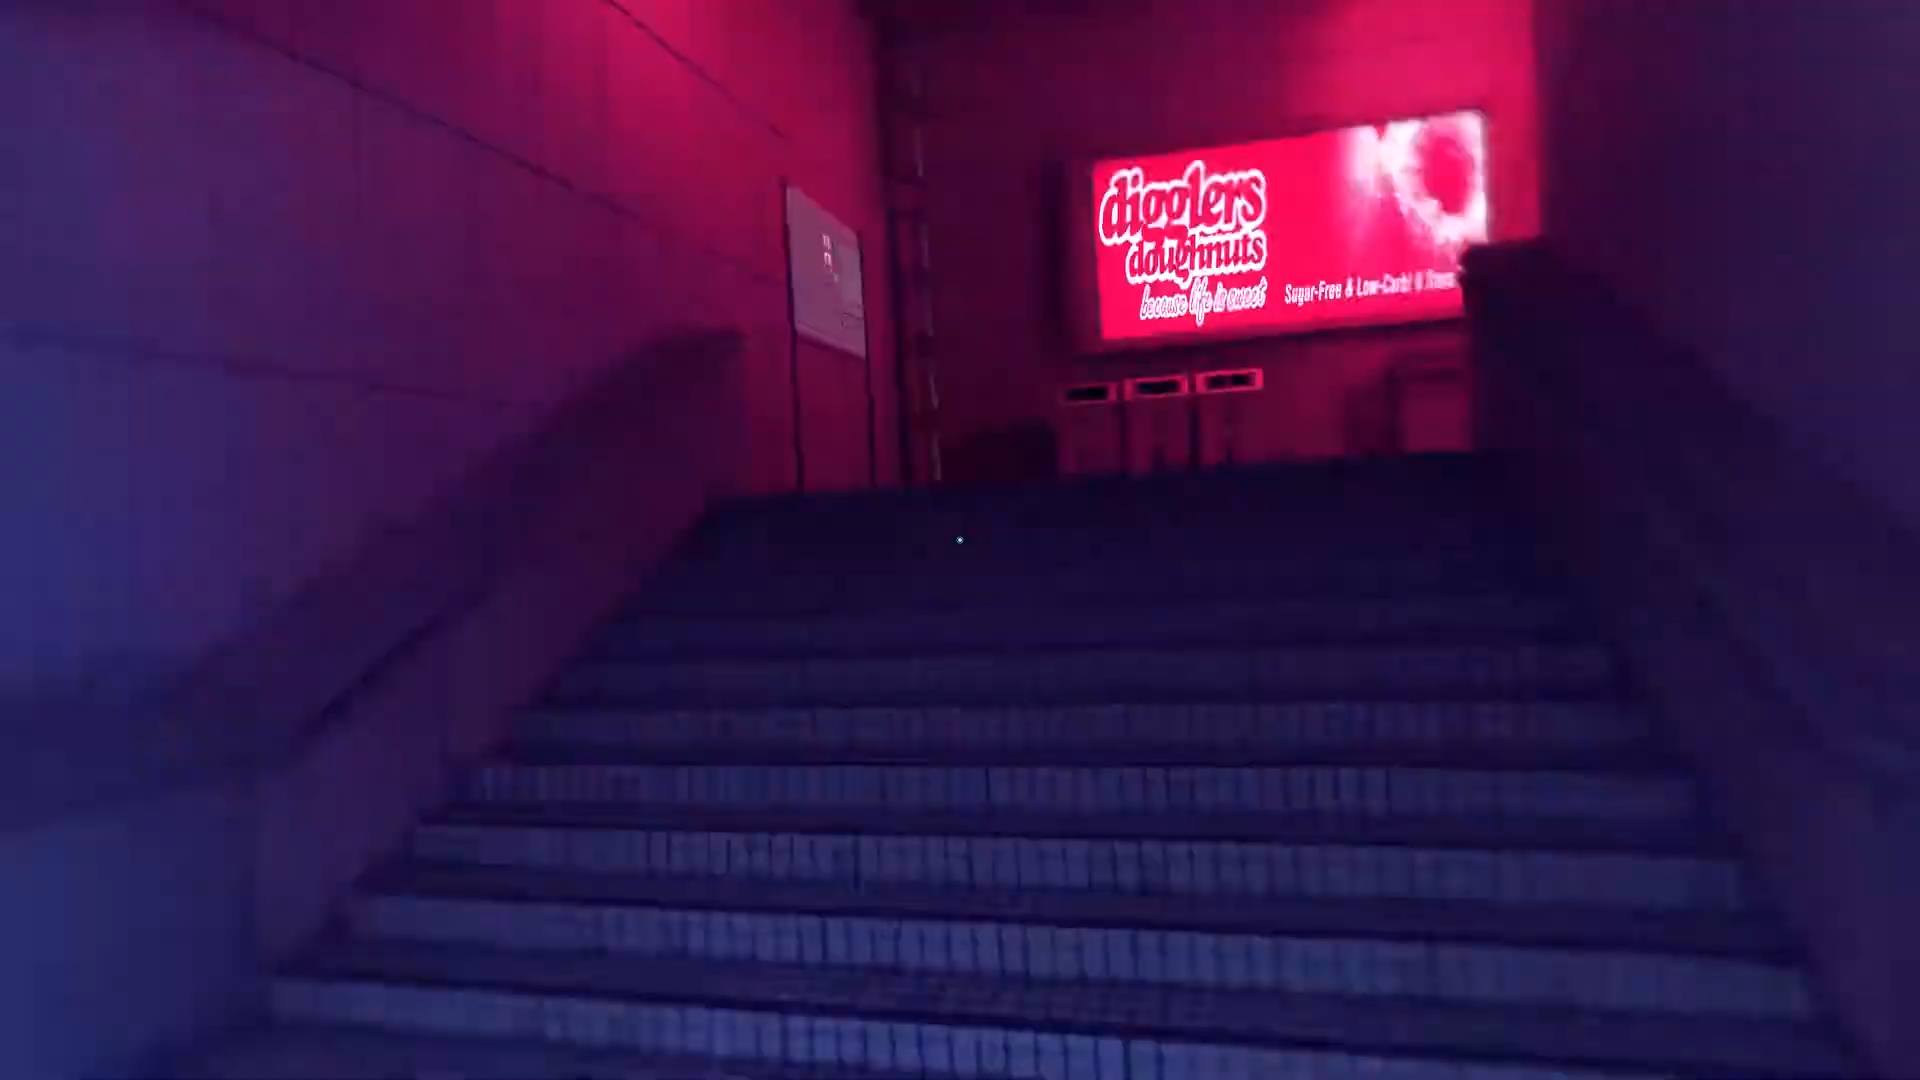 digglers
doughnuts
because life is sweet
Sugar-Free & Low-Carb!